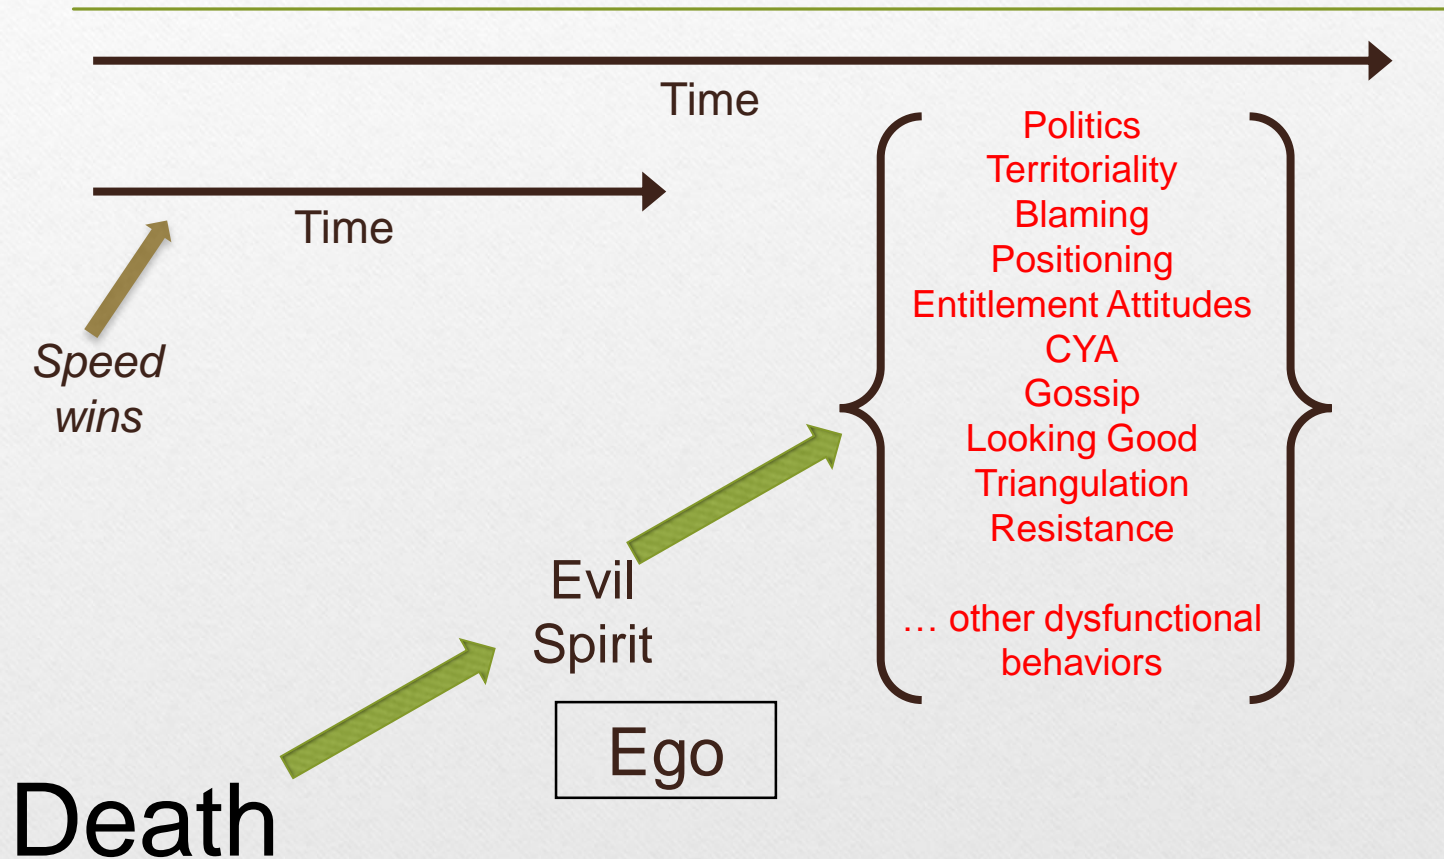 Time
Time
Speed
wins
Politics
Territoriality
Blaming
Positioning
Entitlement Attitudes
CYA
Gossip
Looking Good
Triangulation
Resistance
… other dysfunctional
behaviors
Evil
Spirit
Ego
Death